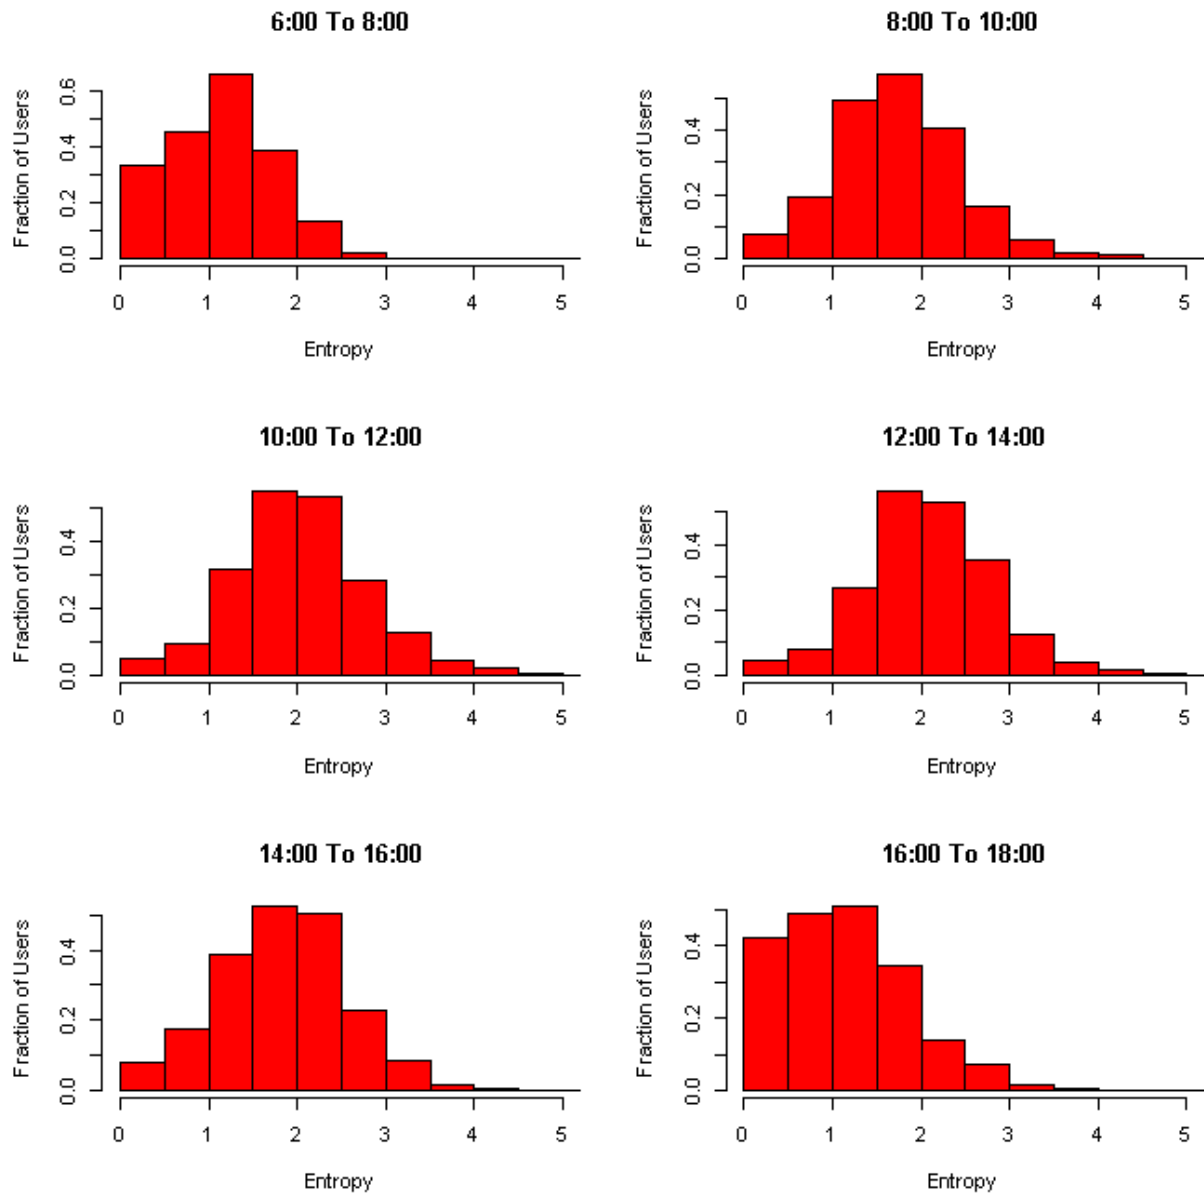 6:00 To 8:00
Fraction of Users
0.0 0.2 0.4 0.6
0 1 2 3 4 5
Entropy
8:00 To 10:00
Fraction of Users
0.0 0.2 0.4
0 1 2 3 4 5
Entropy
10:00 To 12:00
Fraction of Users
0.0 0.2 0.4
0 1 2 3 4 5
Entropy
12:00 To 14:00
Fraction of Users
0.0 0.2 0.4
0 1 2 3 4 5
Entropy
14:00 To 16:00
Fraction of Users
0.0 0.2 0.4
0 1 2 3 4 5
Entropy
16:00 To 18:00
Fraction of Users
0.0 0.2 0.4
0 1 2 3 4 5
Entropy